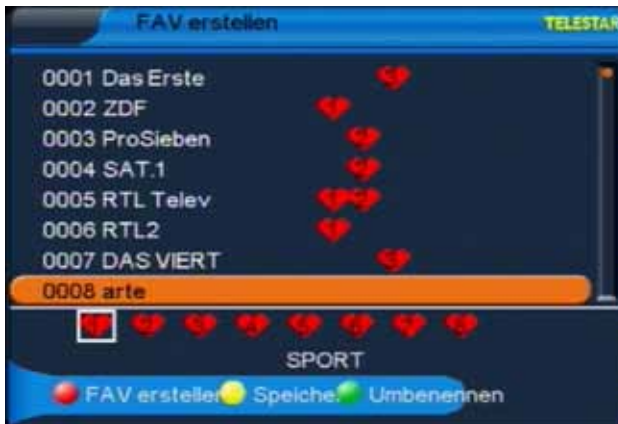 FAV erstellen TELESTAR
0001 Das Erste
0002 ZDF
0003 ProSieben
0004 SAT.1
0005 RTL Telev
0006 RTL2
0007 DAS VIERT
0008 arte
SPORT
FAV erstellen Speiche Umbenennen